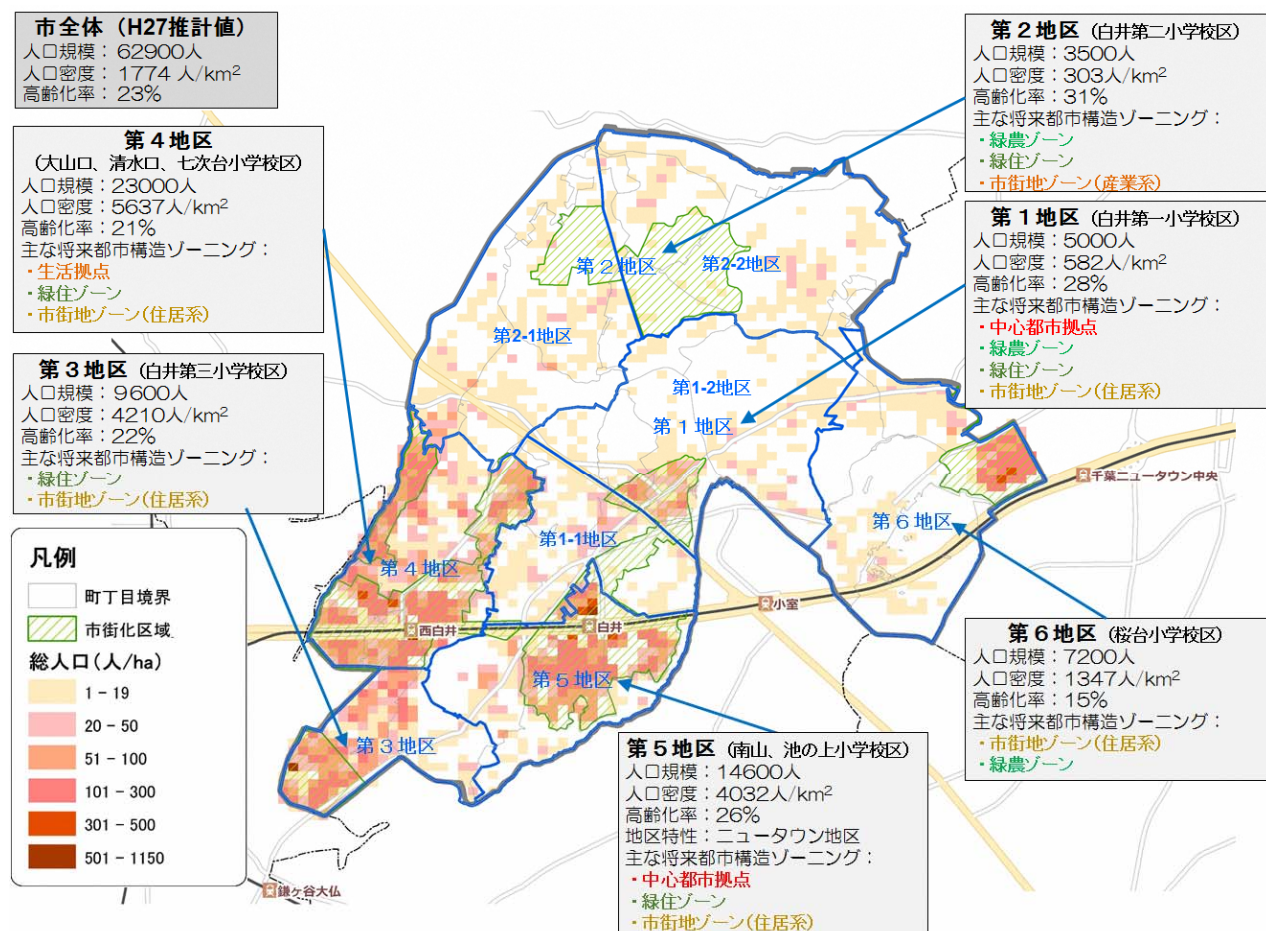 市全体（H27推計値）
人口規模：62900人
人口密度：1774 人/km²
高齢化率：23%
第４地区
（大山口、清水口、七次台小学校区）
人口規模：23000人
人口密度：5637人/km²
高齢化率：21%
主な将来都市構造ゾーニング：
・生活拠点
・緑住ゾーン
・市街地ゾーン(住居系)
第３地区（白井第三小学校区）
人口規模：9600人
人口密度：4210人/km²
高齢化率：22%
主な将来都市構造ゾーニング：
・緑住ゾーン
・市街地ゾーン(住居系)
凡例
町丁目境界
市街化区域
総人口(人/ha)
1 - 19
20 - 50
51 - 100
101 - 300
301 - 500
501 - 1150
第２地区（白井第二小学校区）
人口規模：3500人
人口密度：303人/km²
高齢化率：31%
主な将来都市構造ゾーニング：
・緑農ゾーン
・緑住ゾーン
・市街地ゾーン(産業系)
第１地区（白井第一小学校区）
人口規模：5000人
人口密度：582人/km²
高齢化率：28%
主な将来都市構造ゾーニング：
・中心都市拠点
・緑農ゾーン
・緑住ゾーン
・市街地ゾーン(住居系)
第２地区
第2-2地区
第2-1地区
第1-2地区
第１地区
千葉ニュータウン中央
第６地区
第1-1地区
第４地区
小室
西白井
白井
第５地区
第３地区
鎌ヶ谷大仏
第６地区（桜台小学校区）
人口規模：7200人
人口密度：1347人/km²
高齢化率：15%
主な将来都市構造ゾーニング：
・市街地ゾーン(住居系)
・緑農ゾーン
第５地区（南山、池の上小学校区）
人口規模：14600人
人口密度：4032人/km²
高齢化率：26%
地区特性：ニュータウン地区
主な将来都市構造ゾーニング：
・中心都市拠点
・緑住ゾーン
・市街地ゾーン(住居系)